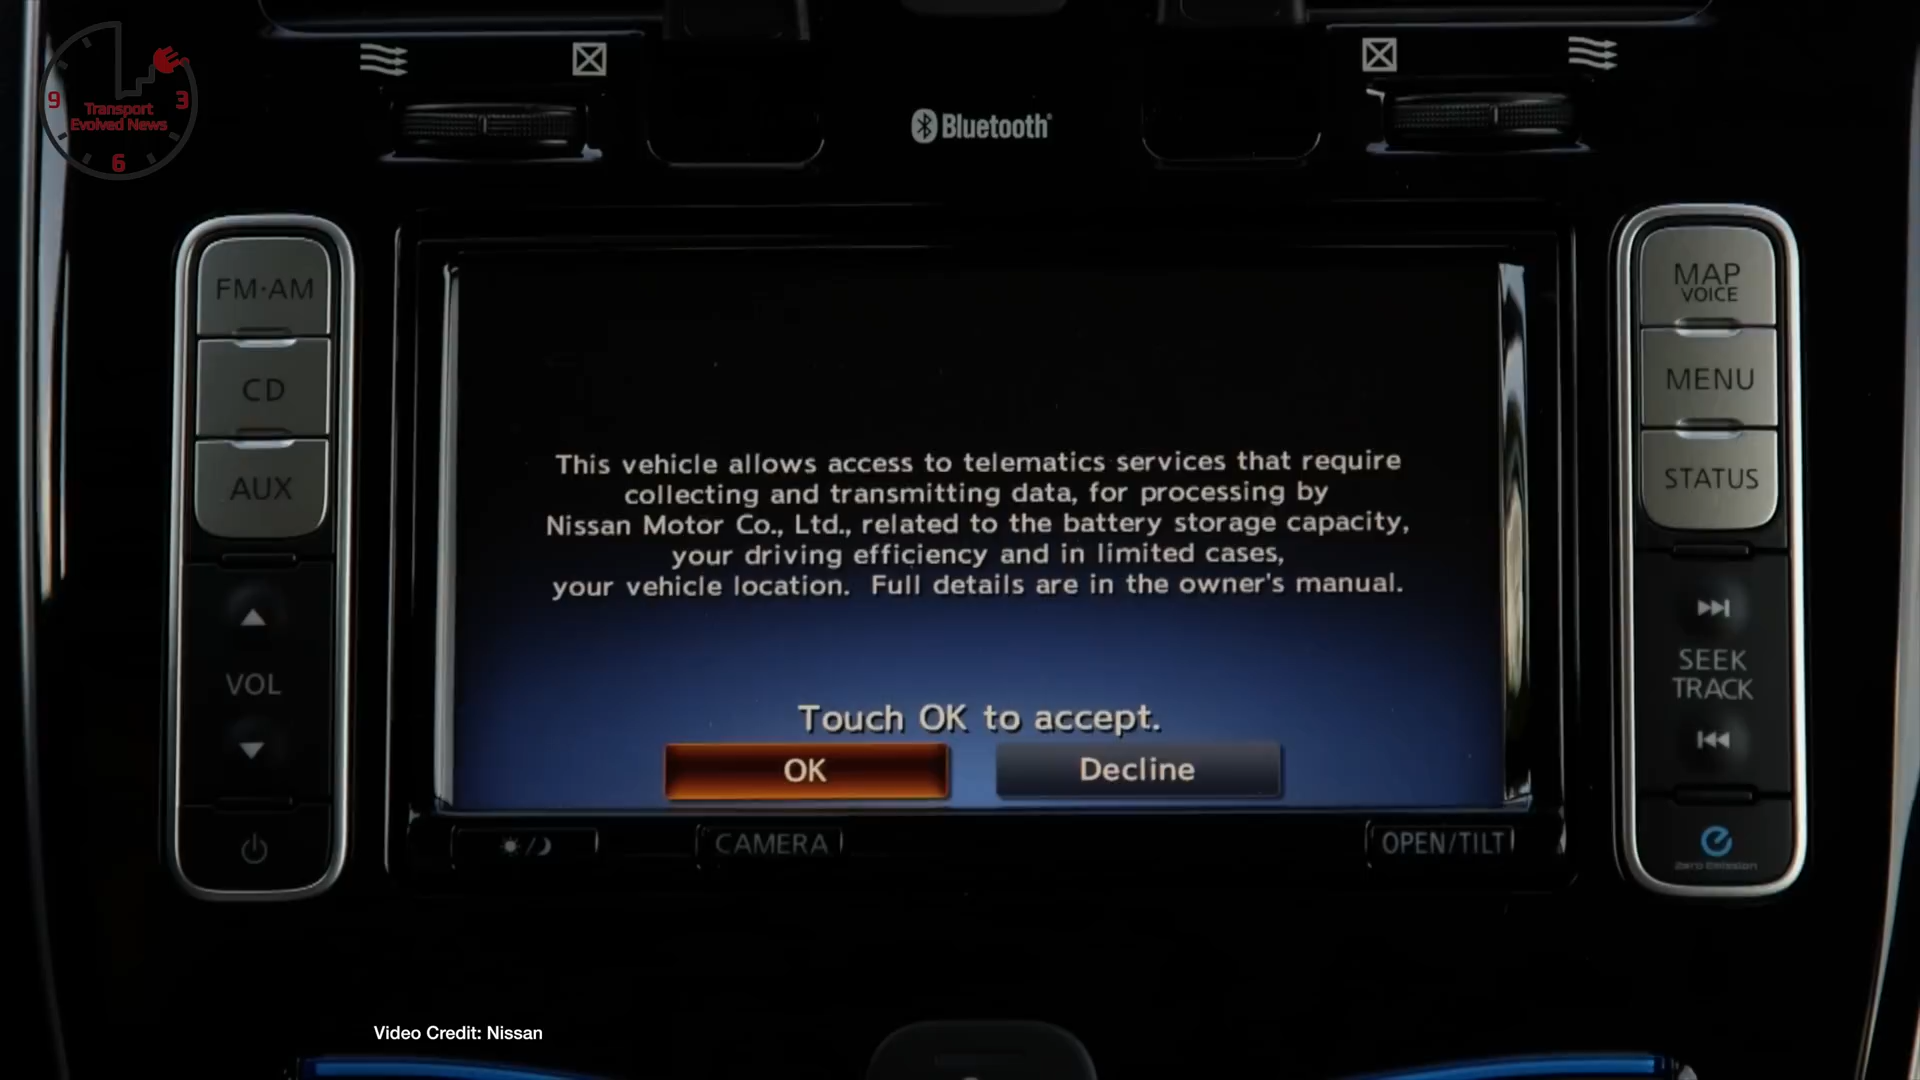 9
3
Transport
Evolved News
6
Bluetooth®
FM·AM
CD
AUX
VOL
This vehicle allows access to telematics services that require
collecting and transmitting data, for processing by
Nissan Motor Co., Ltd., related to the battery storage capacity,
your driving efficiency and in limited cases,
your vehicle location. Full details are in the owner's manual.
Touch OK to accept.
OK
Decline
CAMERA
OPEN/TILT
MAP
VOICE
MENU
STATUS
SEEK
TRACK
Zero Emission
Video Credit: Nissan